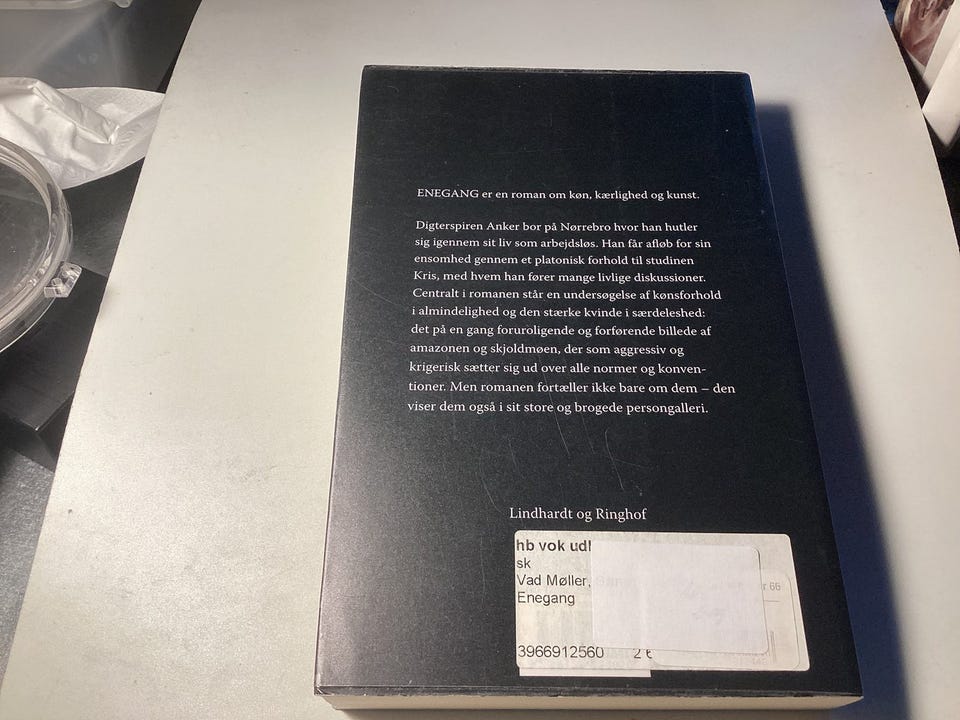 ENEGANG er en roman om køn, kærlighed og kunst.
Digterspiren Anker bor på Nørrebro hvor han hutler
sig igennem sit liv som arbejdsløs. Han får afløb for sin
ensomhed gennem et platonisk forhold til studinen
Kris, med hvem han fører mange livlige diskussioner.
Centralt i romanen står en undersøgelse af kønsforhold
i almindelighed og den stærke kvinde i særdeleshed:
det på en gang foruroligende og forførende billede af
amazonen og skjoldmøen, der som aggressiv og
krigerisk sætter sig ud over alle normer og konven-
tioner. Men romanen fortæller ikke bare om dem – den
viser dem også i sit store og brogede persongalleri.
Lindhardt og Ringhof
hb vok udl
sk
Vad Møller,
Enegang
66
3966912560 2